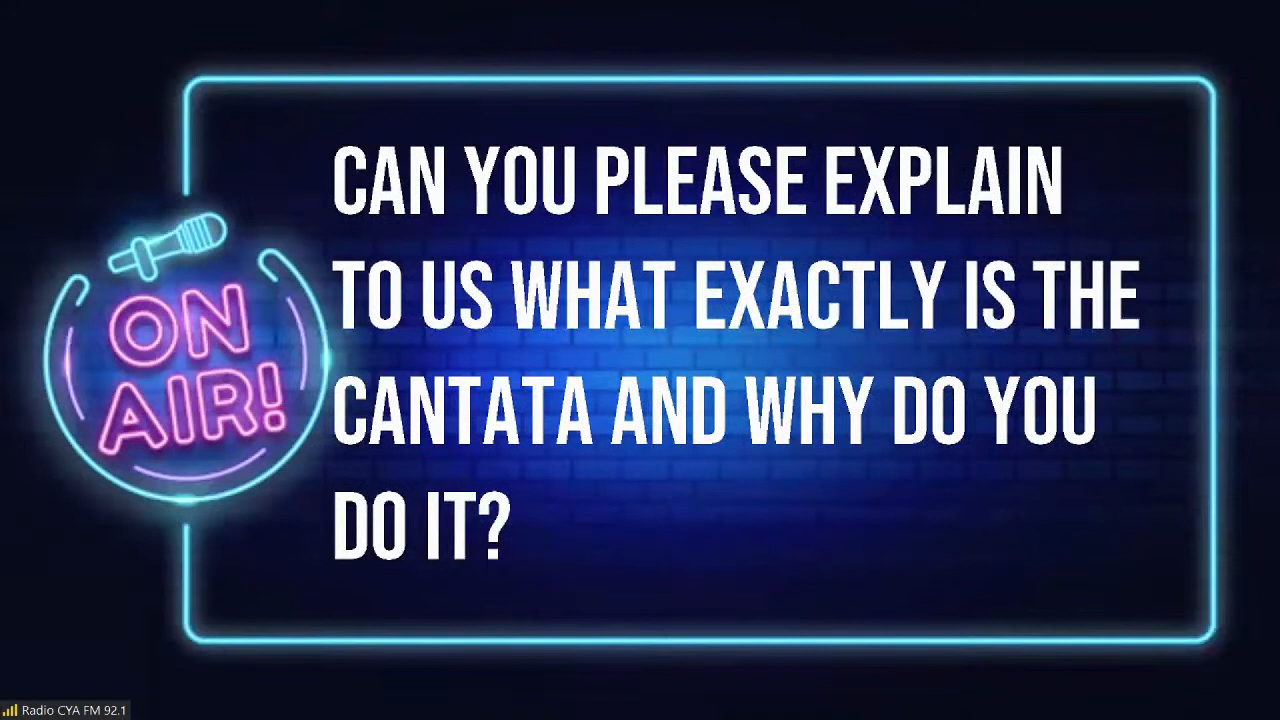 CAN YOU PLEASE EXPLAIN
TO US WHAT EXACTLY IS THE
CANTATA AND WHY DO YOU
DO IT?
ON
AIR!
Radio CYA FM 92.1